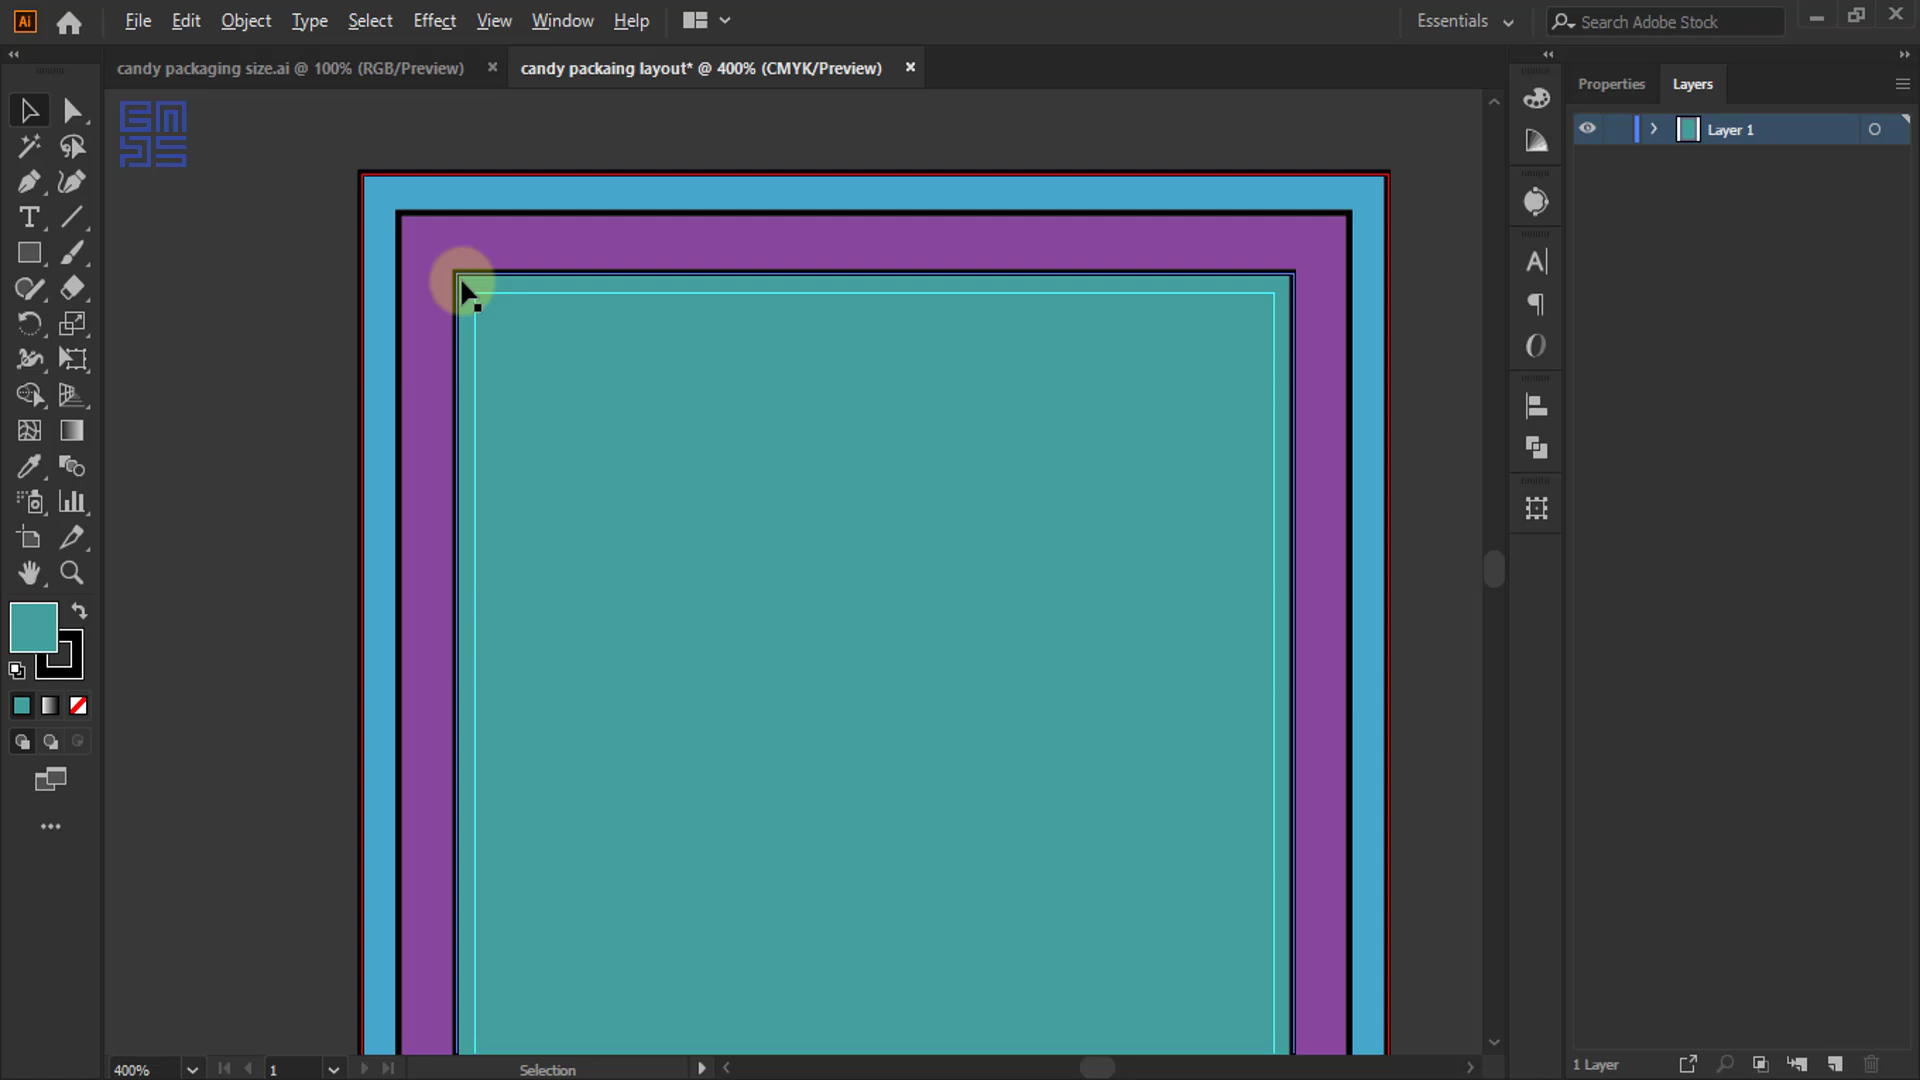 Ai File Edit Object Type Select Effect View Window Help Essentials Search Adobe Stock
candy packaging size.ai @ 100% (RGB/Preview) candy packaing layout* @ 400% (CMYK/Preview)
Properties Layers
Layer 1
400% 1 Selection
1 Layer